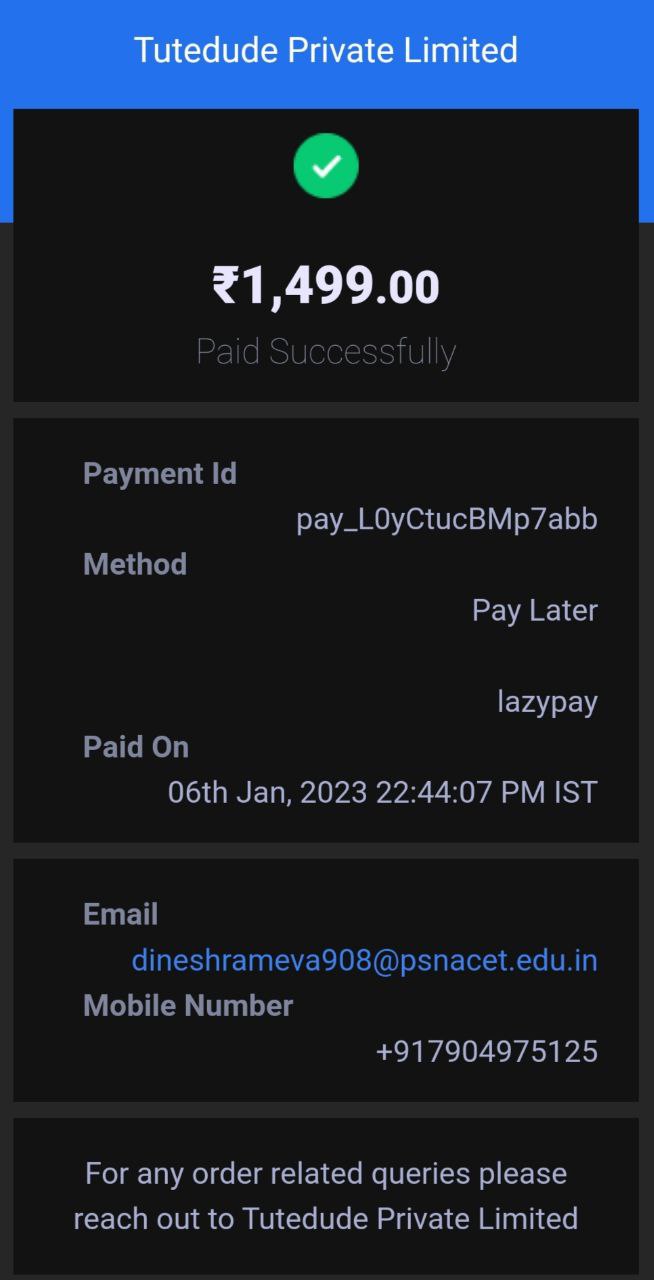 Tutedude Private Limited
₹1,499.00
Paid Successfully
Payment Id
pay_L0yCtucBMp7abb
Method
Pay Later
lazypay
Paid On
06th Jan, 2023 22:44:07 PM IST
Email
dineshrameva908@psnacet.edu.in
Mobile Number
+917904975125
For any order related queries please
reach out to Tutedude Private Limited